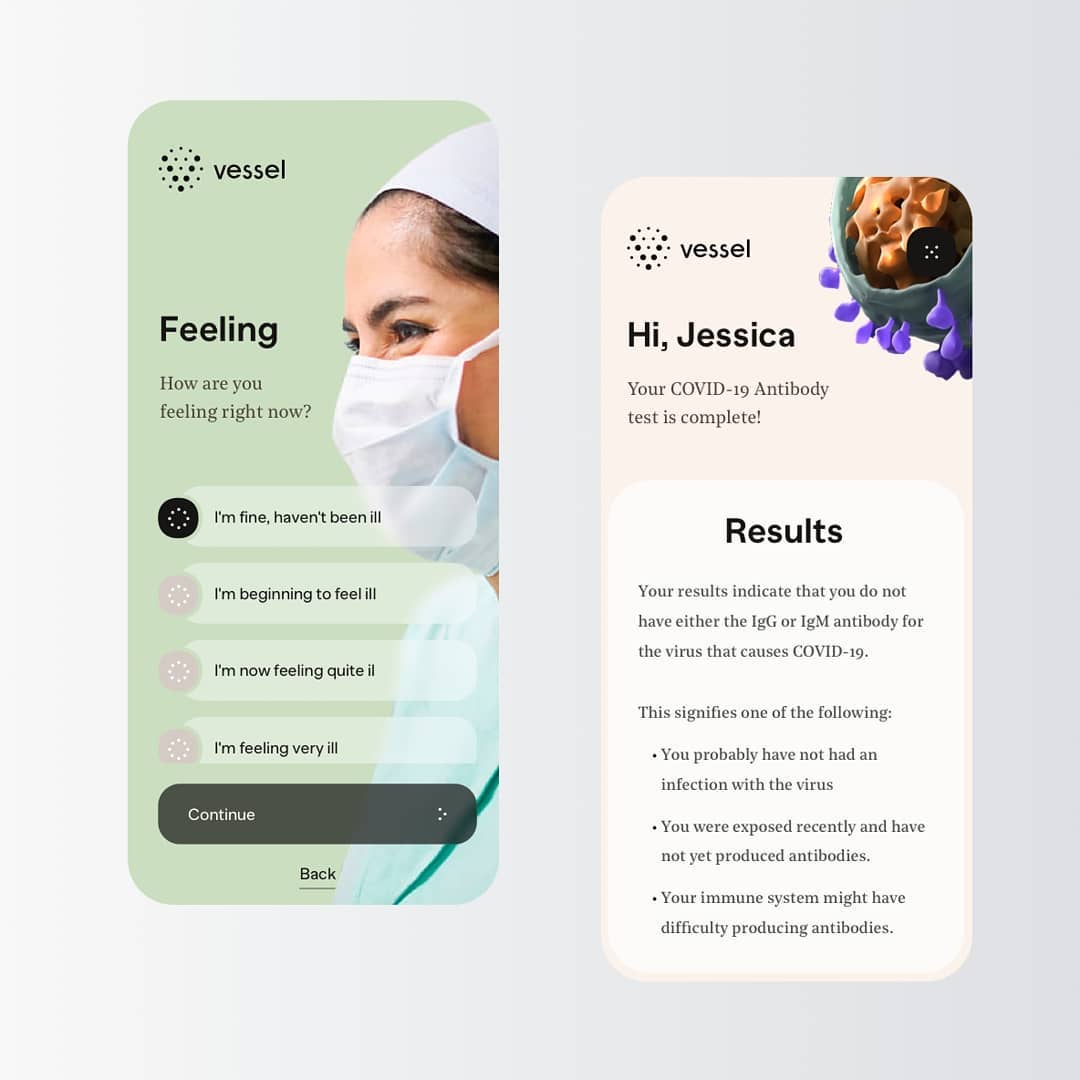 vessel
Feeling
How are you
feeling right now?
I'm fine, haven't been ill
I'm beginning to feel ill
I'm now feeling quite il
I'm feeling very ill
Continue
Back
vessel
Hi, Jessica
Your COVID-19 Antibody
test is complete!
Results
Your results indicate that you do not
have either the IgG or IgM antibody for
the virus that causes COVID-19.
This signifies one of the following:
• You probably have not had an
infection with the virus
• You were exposed recently and have
not yet produced antibodies.
• Your immune system might have
difficulty producing antibodies.